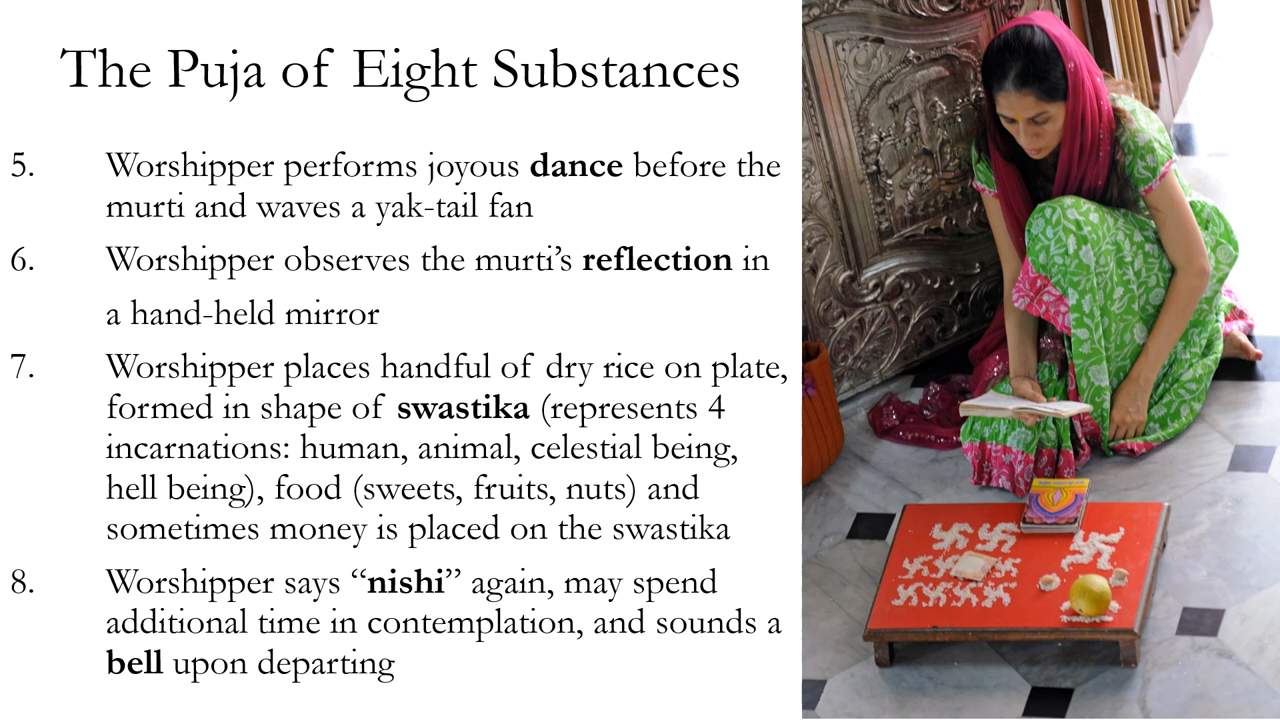 The Puja of Eight Substances
5. Worshipper performs joyous dance before the
murti and waves a yak-tail fan
6. Worshipper observes the murti’s reflection in
a hand-held mirror
7. Worshipper places handful of dry rice on plate,
formed in shape of swastika (represents 4
incarnations: human, animal, celestial being,
hell being), food (sweets, fruits, nuts) and
sometimes money is placed on the swastika
8. Worshipper says “nishi” again, may spend
additional time in contemplation, and sounds a
bell upon departing